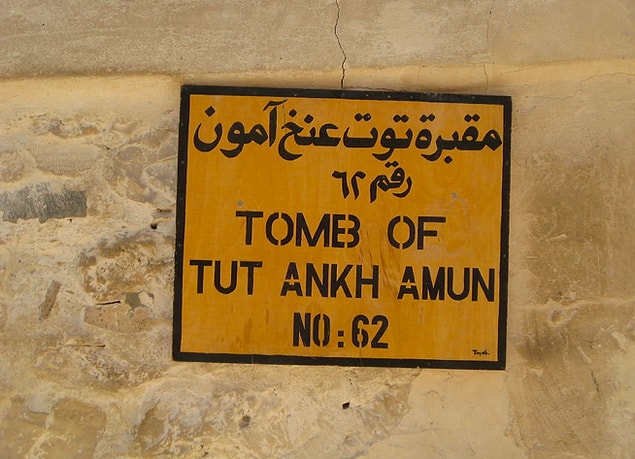 مقبرة توت عنخ آمون
رقم ٦٢
TOMB OF
TUT ANKH AMUN
NO: 62